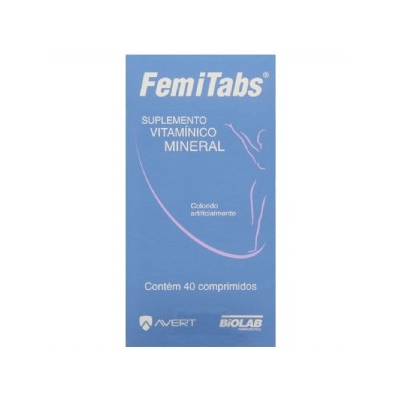 FemiTabs®
SUPLEMENTO
VITAMÍNICO
MINERAL
Colorido
artificialmente
Contém 40 comprimidos
AVERT
BIOLAB